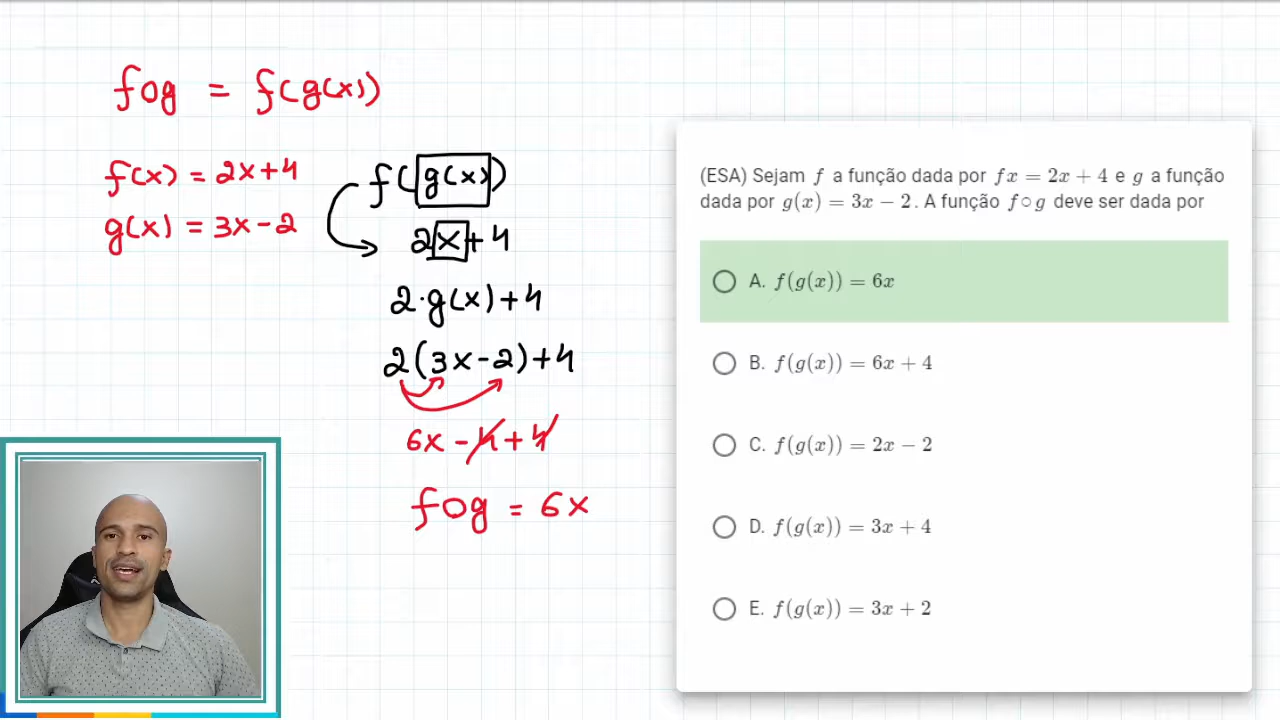 fog = f(g(x))
f(x) = 2x+4
g(x) = 3x-2
f(g(x))
2x+4
2·g(x)+4
2(3x-2)+4
6x-4+4
fog = 6x
(ESA) Sejam f a função dada por fx = 2x + 4 e g a função
dada por g(x) = 3x − 2. A função f∘g deve ser dada por
A. f(g(x)) = 6x
B. f(g(x)) = 6x + 4
C. f(g(x)) = 2x − 2
D. f(g(x)) = 3x + 4
E. f(g(x)) = 3x + 2